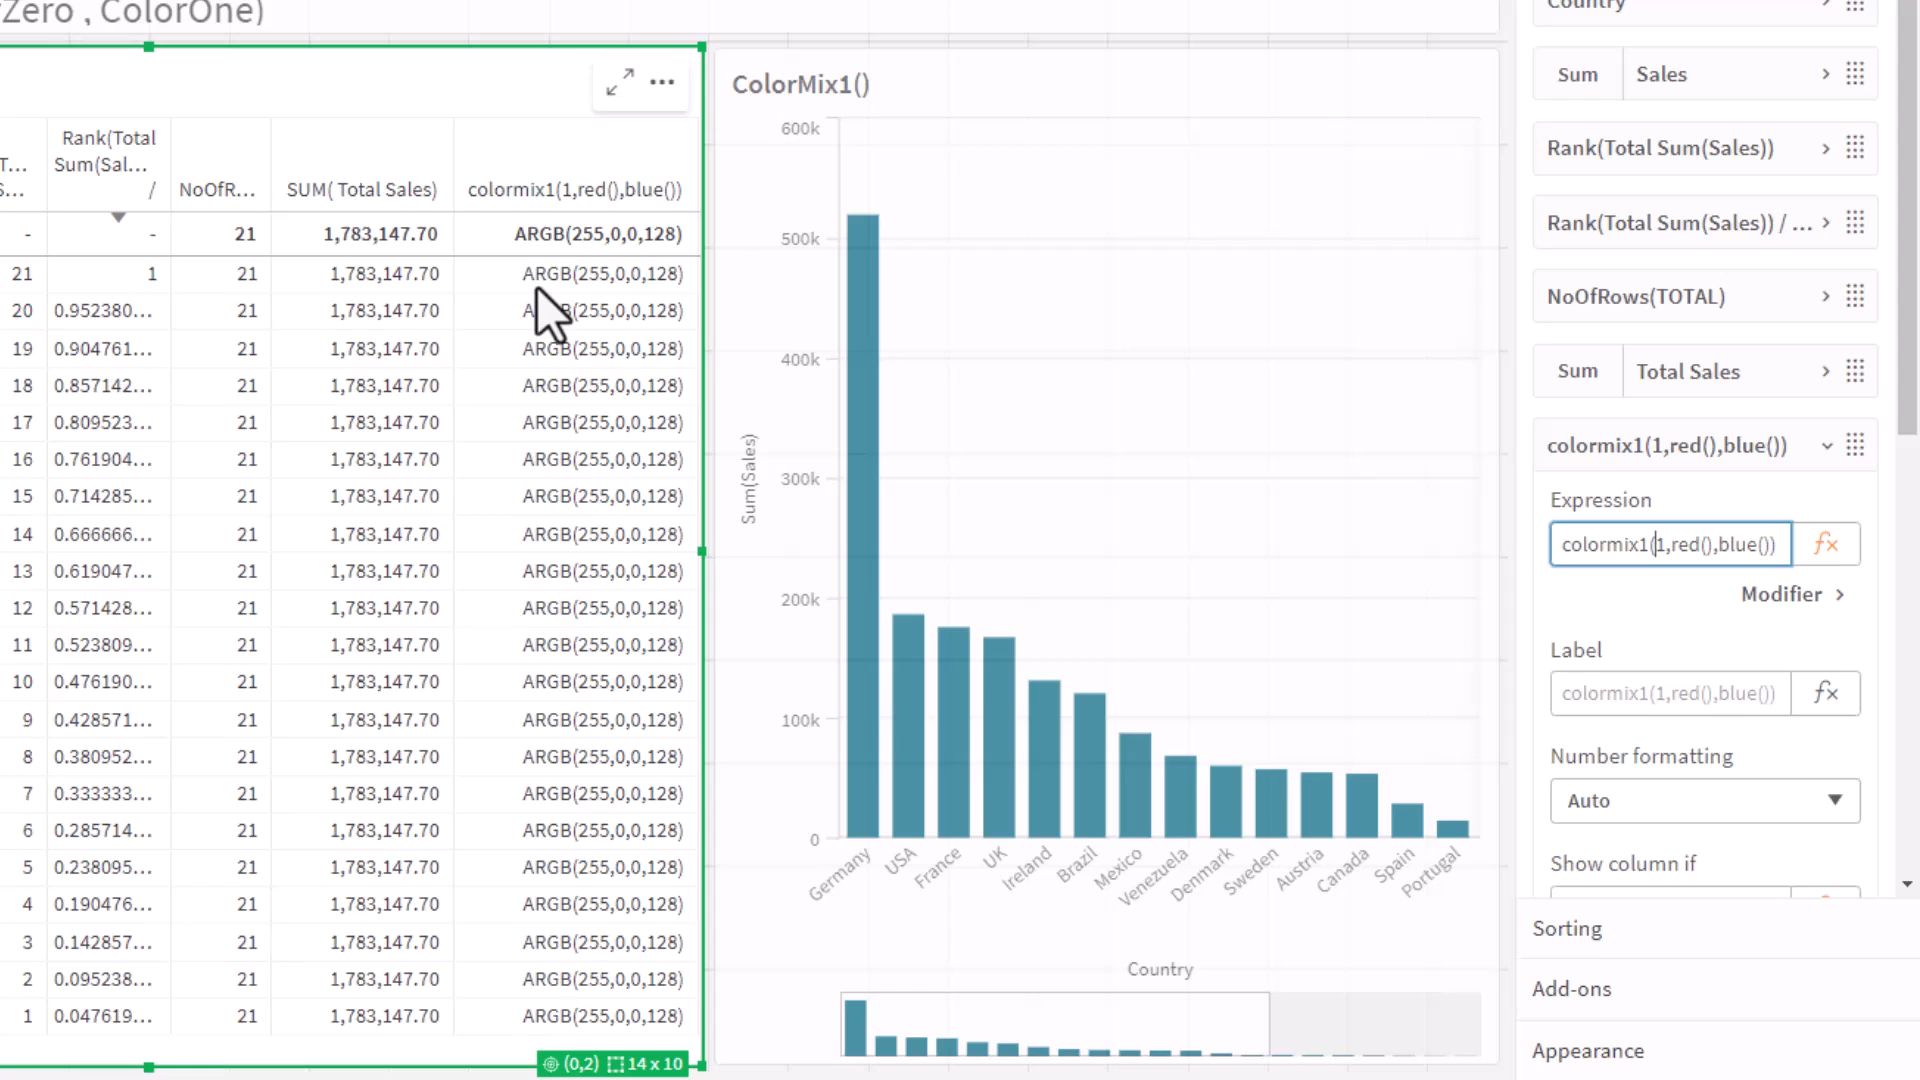 Zero , ColorOne)
T... S...
Rank(Total Sum(Sal... /
NoOfR...
SUM( Total Sales)
colormix1(1,red(),blue())
- - 21 1,783,147.70 ARGB(255,0,0,128)
21 1 21 1,783,147.70 ARGB(255,0,0,128)
20 0.952380... 21 1,783,147.70 A (255,0,0,128)
19 0.904761... 21 1,783,147.70 ARGB(255,0,0,128)
18 0.857142... 21 1,783,147.70 ARGB(255,0,0,128)
17 0.809523... 21 1,783,147.70 ARGB(255,0,0,128)
16 0.761904... 21 1,783,147.70 ARGB(255,0,0,128)
15 0.714285... 21 1,783,147.70 ARGB(255,0,0,128)
14 0.666666... 21 1,783,147.70 ARGB(255,0,0,128)
13 0.619047... 21 1,783,147.70 ARGB(255,0,0,128)
12 0.571428... 21 1,783,147.70 ARGB(255,0,0,128)
11 0.523809... 21 1,783,147.70 ARGB(255,0,0,128)
10 0.476190... 21 1,783,147.70 ARGB(255,0,0,128)
9 0.428571... 21 1,783,147.70 ARGB(255,0,0,128)
8 0.380952... 21 1,783,147.70 ARGB(255,0,0,128)
7 0.333333... 21 1,783,147.70 ARGB(255,0,0,128)
6 0.285714... 21 1,783,147.70 ARGB(255,0,0,128)
5 0.238095... 21 1,783,147.70 ARGB(255,0,0,128)
4 0.190476... 21 1,783,147.70 ARGB(255,0,0,128)
3 0.142857... 21 1,783,147.70 ARGB(255,0,0,128)
2 0.095238... 21 1,783,147.70 ARGB(255,0,0,128)
1 0.047619... 21 1,783,147.70 ARGB(255,0,0,128)
(0,2) 14 x 10
ColorMix1()
600k
500k
400k
300k
200k
100k
0
Sum(Sales)
Germany USA France UK Ireland Brazil Mexico Venezuela Denmark Sweden Austria Canada Spain Portugal
Country
Country
Sum Sales
Rank(Total Sum(Sales))
Rank(Total Sum(Sales)) / ...
NoOfRows(TOTAL)
Sum Total Sales
colormix1(1,red(),blue())
Expression
colormix1(1,red(),blue()) fx
Modifier
Label
colormix1(1,red(),blue()) fx
Number formatting
Auto
Show column if
Sorting
Add-ons
Appearance